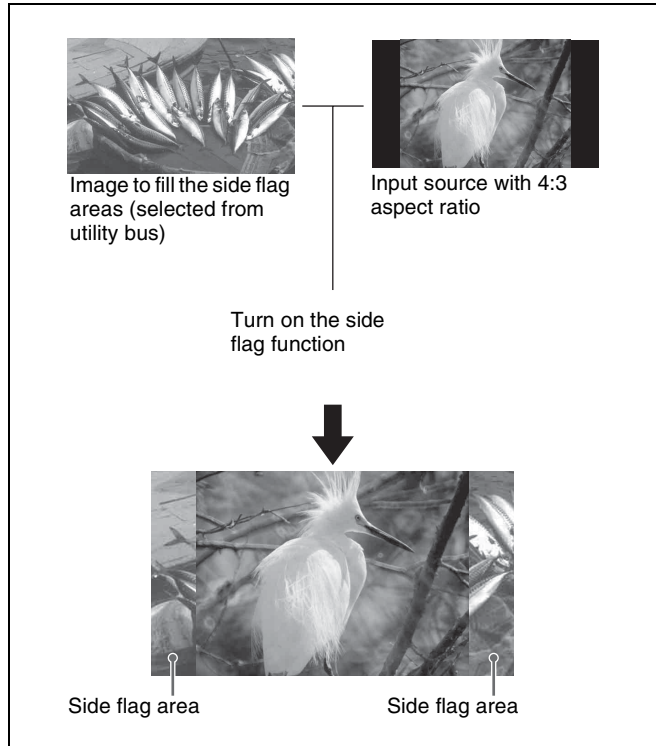 Image to fill the side flag
areas (selected from
utility bus)
Input source with 4:3
aspect ratio
Turn on the side
flag function
Side flag area
Side flag area